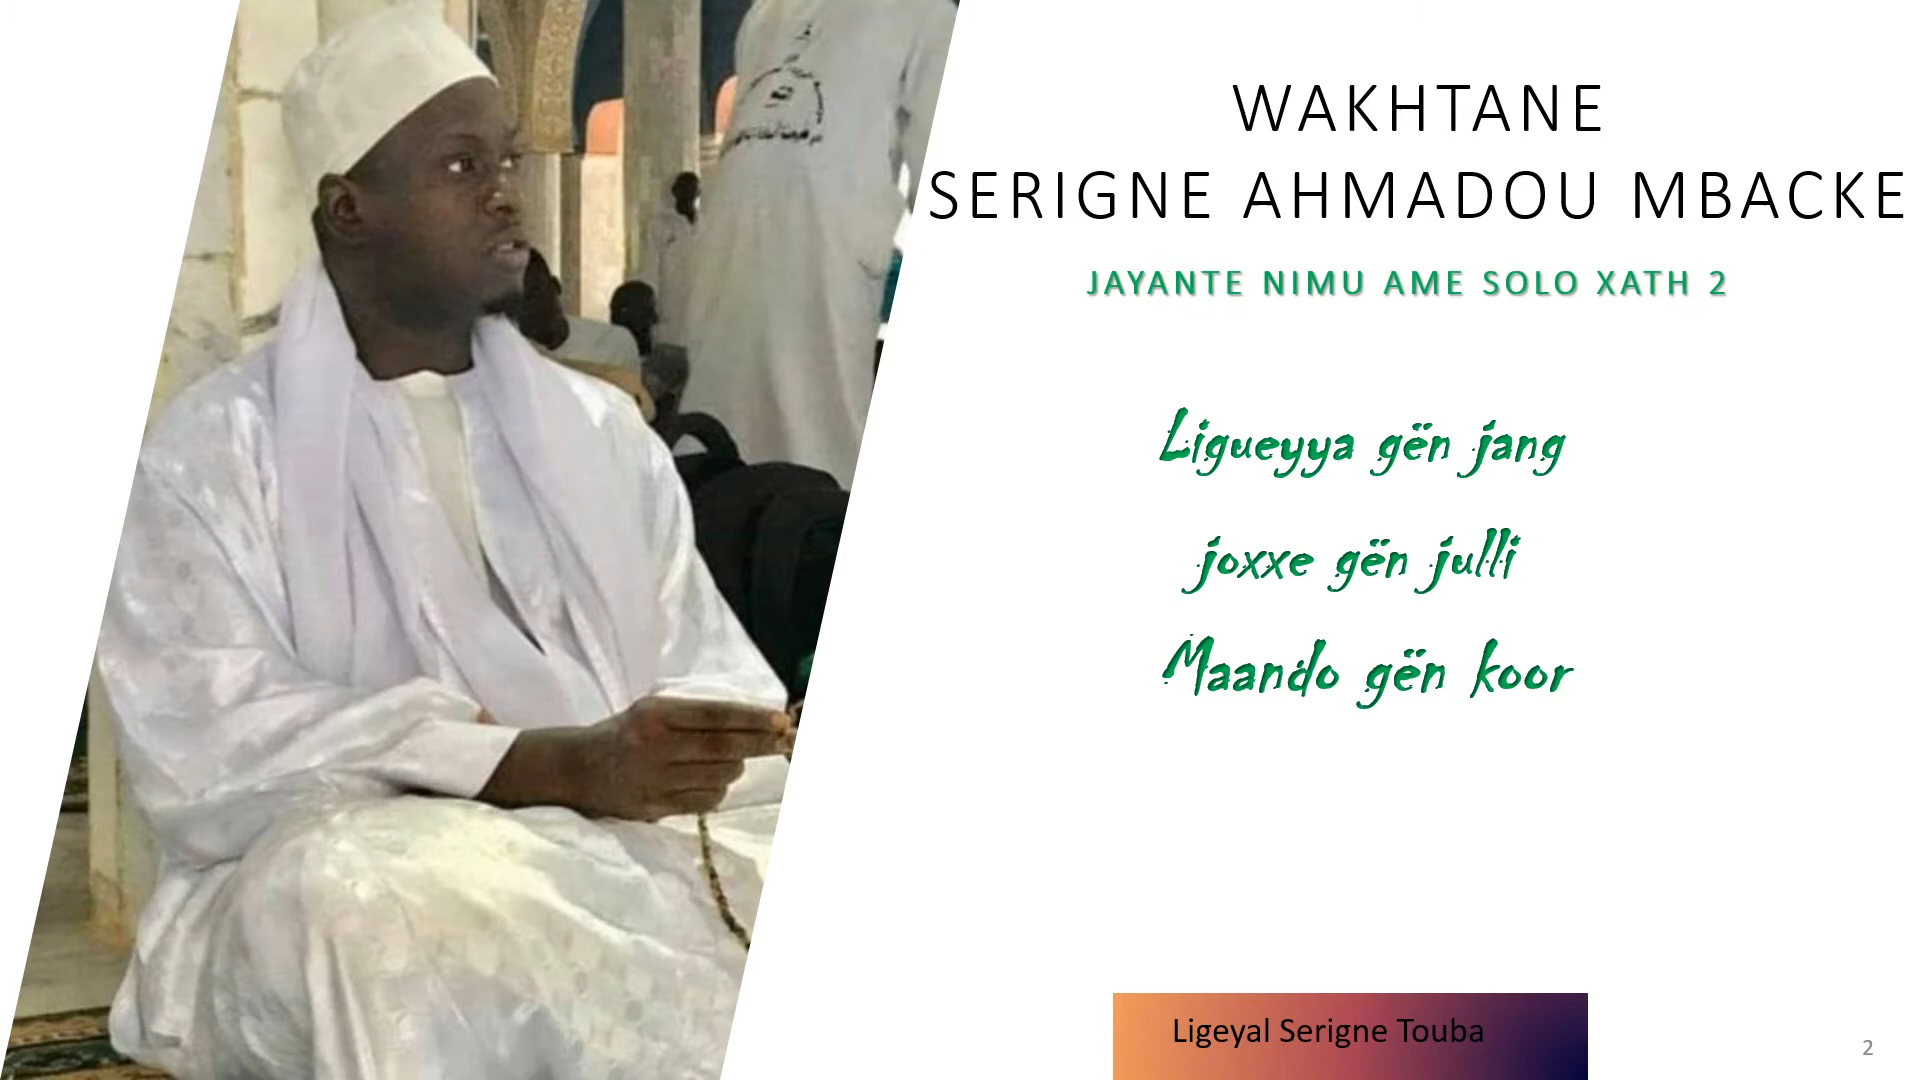 WAKHTANE
SERIGNE AHMADOU MBACKE
JAYANTE NIMU AME SOLO XATH 2
Ligueyya gën jang
joxxe gën julli
Maando gën koor
Ligeyal Serigne Touba
2